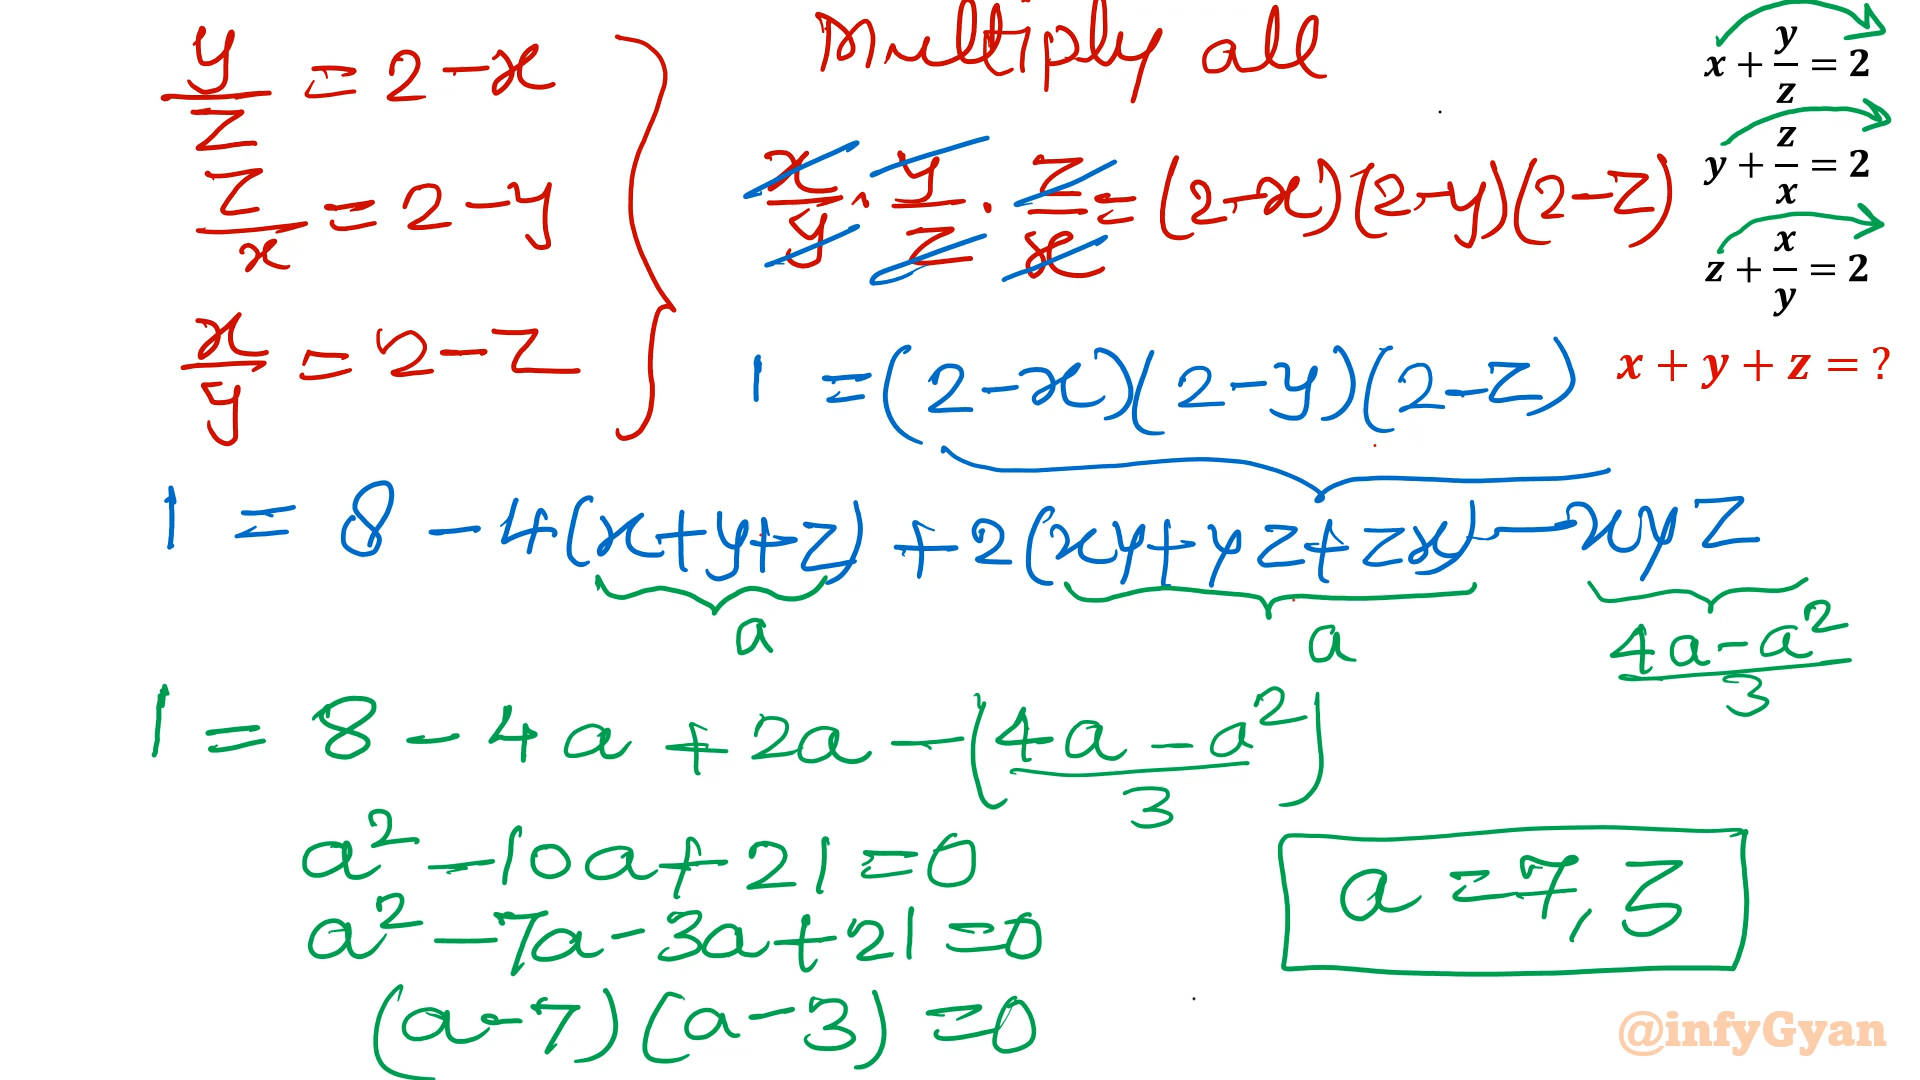 Multiply all
y/z = 2 - x
z/x = 2 - y
x/y = 2 - z
x/y · y/z · z/x = (2-x)(2-y)(2-z)
1 = (2-x)(2-y)(2-z)
x + y/z = 2
y + z/x = 2
z + x/y = 2
x + y + z = ?
1 = 8 - 4(x+y+z) + 2(xy+yz+zx) - xyz
a a (4a-a²)/3
1 = 8 - 4a + 2a - (4a-a²/3)
a² - 10a + 21 = 0
a² - 7a - 3a + 21 = 0
(a-7)(a-3) = 0
a = 7, 3
@infyGyan